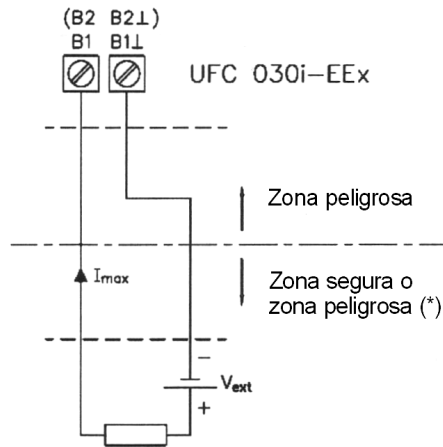 (B2 B2⊥)
B1 B1⊥
UFC 030i-EEx
Zona peligrosa
Imax
Zona segura o
zona peligrosa (*)
−
Vext
+